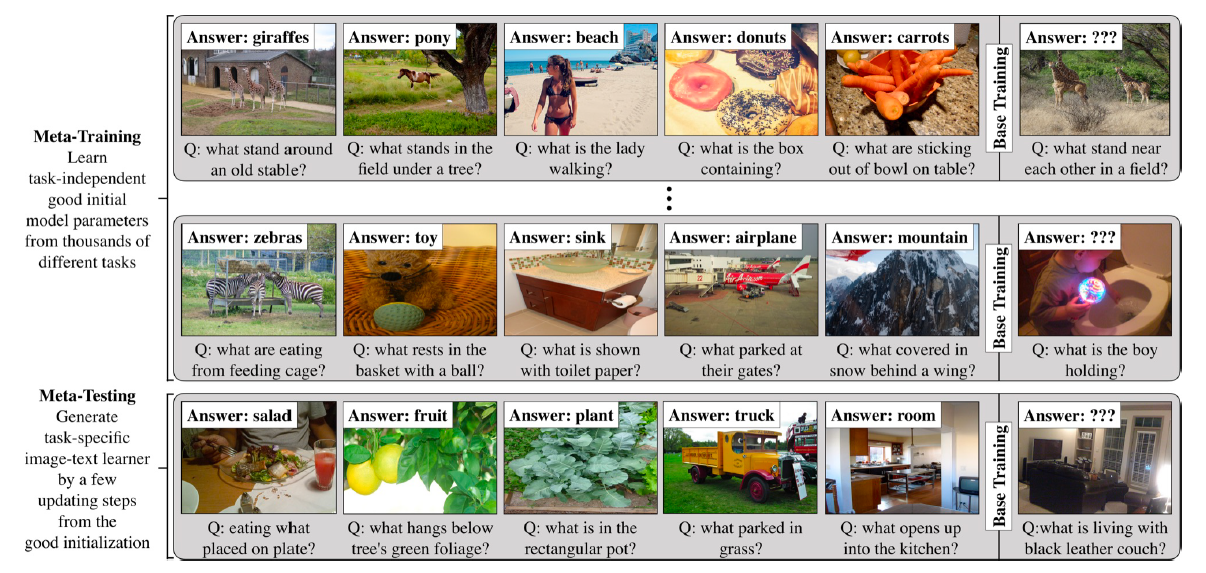 Meta-Training
Learn
task-independent
good initial
model parameters
from thousands of
different tasks
Answer: giraffes
Q: what stand around
an old stable?
Answer: pony
Q: what stands in the
field under a tree?
Answer: beach
Q: what is the lady
walking?
Answer: donuts
Q: what is the box
containing?
Answer: carrots
Q: what are sticking
out of bowl on table?
Base Training
Answer: ???
Q: what stand near
each other in a field?
Answer: zebras
Q: what are eating
from feeding cage?
Answer: toy
Q: what rests in the
basket with a ball?
Answer: sink
Q: what is shown
with toilet paper?
Answer: airplane
Q: what parked at
their gates?
Answer: mountain
Q: what covered in
snow behind a wing?
Base Training
Answer: ???
Q: what is the boy
holding?
Meta-Testing
Generate
task-specific
image-text learner
by a few
updating steps
from the
good initialization
Answer: salad
Q: eating what
placed on plate?
Answer: fruit
Q: what hangs below
tree's green foliage?
Answer: plant
Q: what is in the
rectangular pot?
Answer: truck
Q: what parked in
grass?
Answer: room
Q: what opens up
into the kitchen?
Base Training
Answer: ???
Q:what is living with
black leather couch?